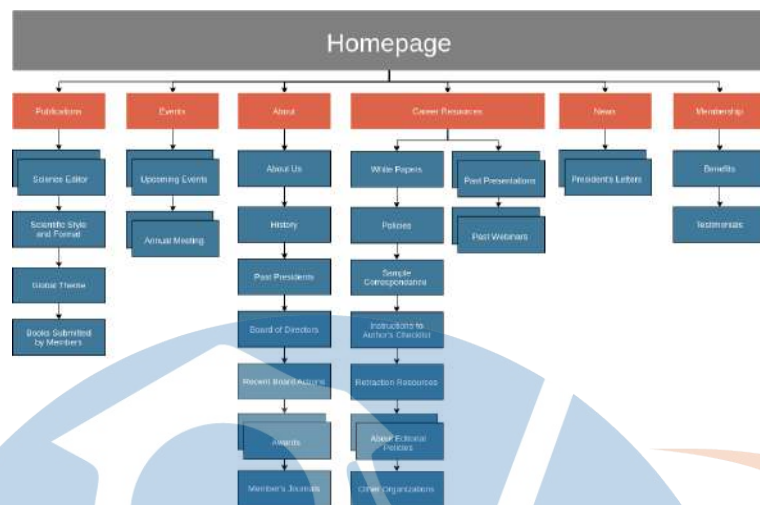 Homepage
Publications
Events
About
Career Resources
News
Membership
Science Editor
Upcoming Events
About Us
White Papers
Past Presentations
President's Letters
Benefits
Scientific Style
and Format
Annual Meeting
History
Policies
Past Webinars
Testimonials
Global Theme
Past Presidents
Sample
Correspondence
Books Submitted
by Members
Board of Directors
Instructions to
Author's Checklist
Recent Board Actions
Retraction Resources
Awards
About Editorial
Policies
Member's Journals
Other Organizations